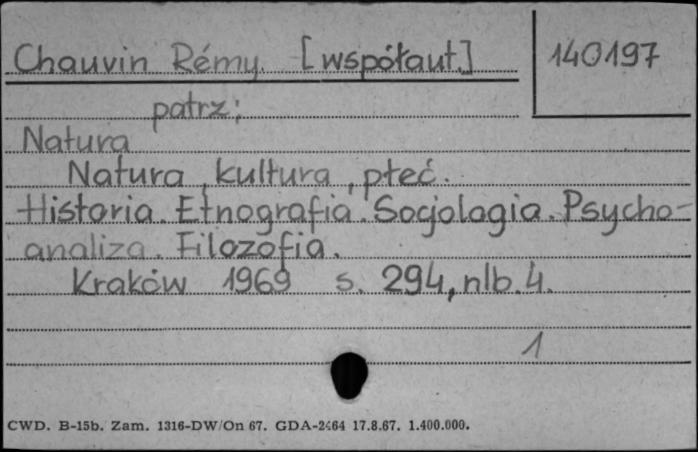 Chauvin Rémy [współaut.] 140197
patrz:
Natura
Natura, kultura, płeć.
Historia. Etnografia. Socjologia. Psycho-
analiza. Filozofia.
Kraków 1969 s. 294, nlb. 4.
1
CWD. B-15b. Zam. 1316-DW/On 67. GDA-2464 17.8.67. 1.400.000.